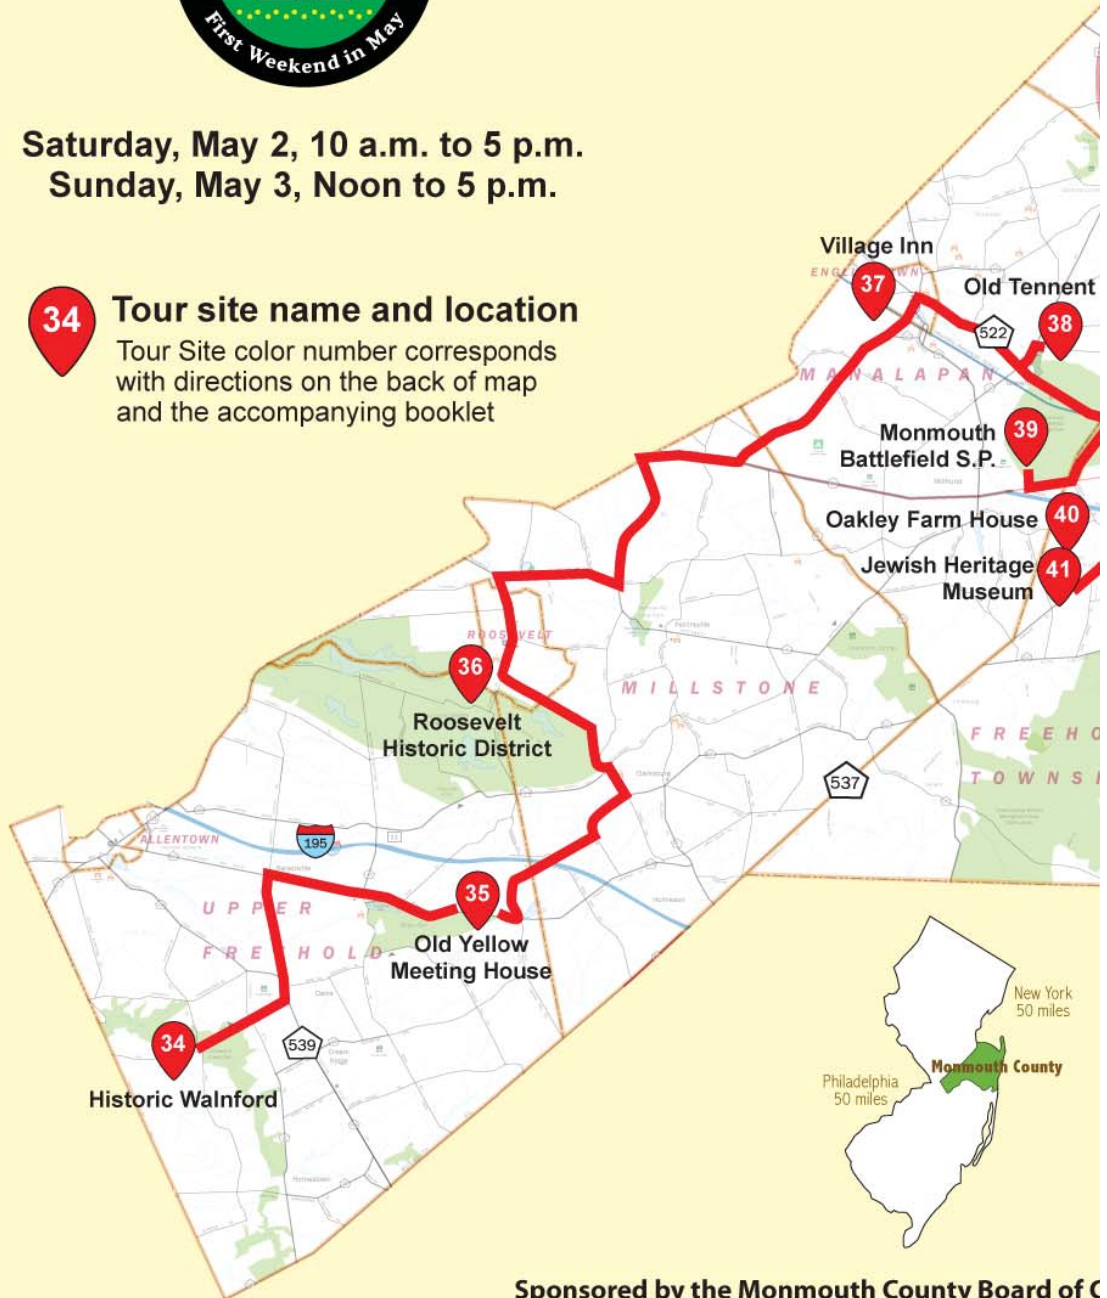 First Weekend in May
Saturday, May 2, 10 a.m. to 5 p.m.
Sunday, May 3, Noon to 5 p.m.
34
Tour site name and location
Tour Site color number corresponds
with directions on the back of map
and the accompanying booklet
Village Inn
37
Old Tennent
38
522
MANALAPAN
Monmouth
Battlefield S.P.
39
Oakley Farm House
40
Jewish Heritage
Museum
41
ROOSEVELT
36
Roosevelt
Historic District
MILLSTONE
FREEHO
TOWNS
537
ALLENTOWN
195
UPPER
FREEHOLD
35
Old Yellow
Meeting House
34
Historic Walnford
539
New York
50 miles
Monmouth County
Philadelphia
50 miles
Sponsored by the Monmouth County Board of